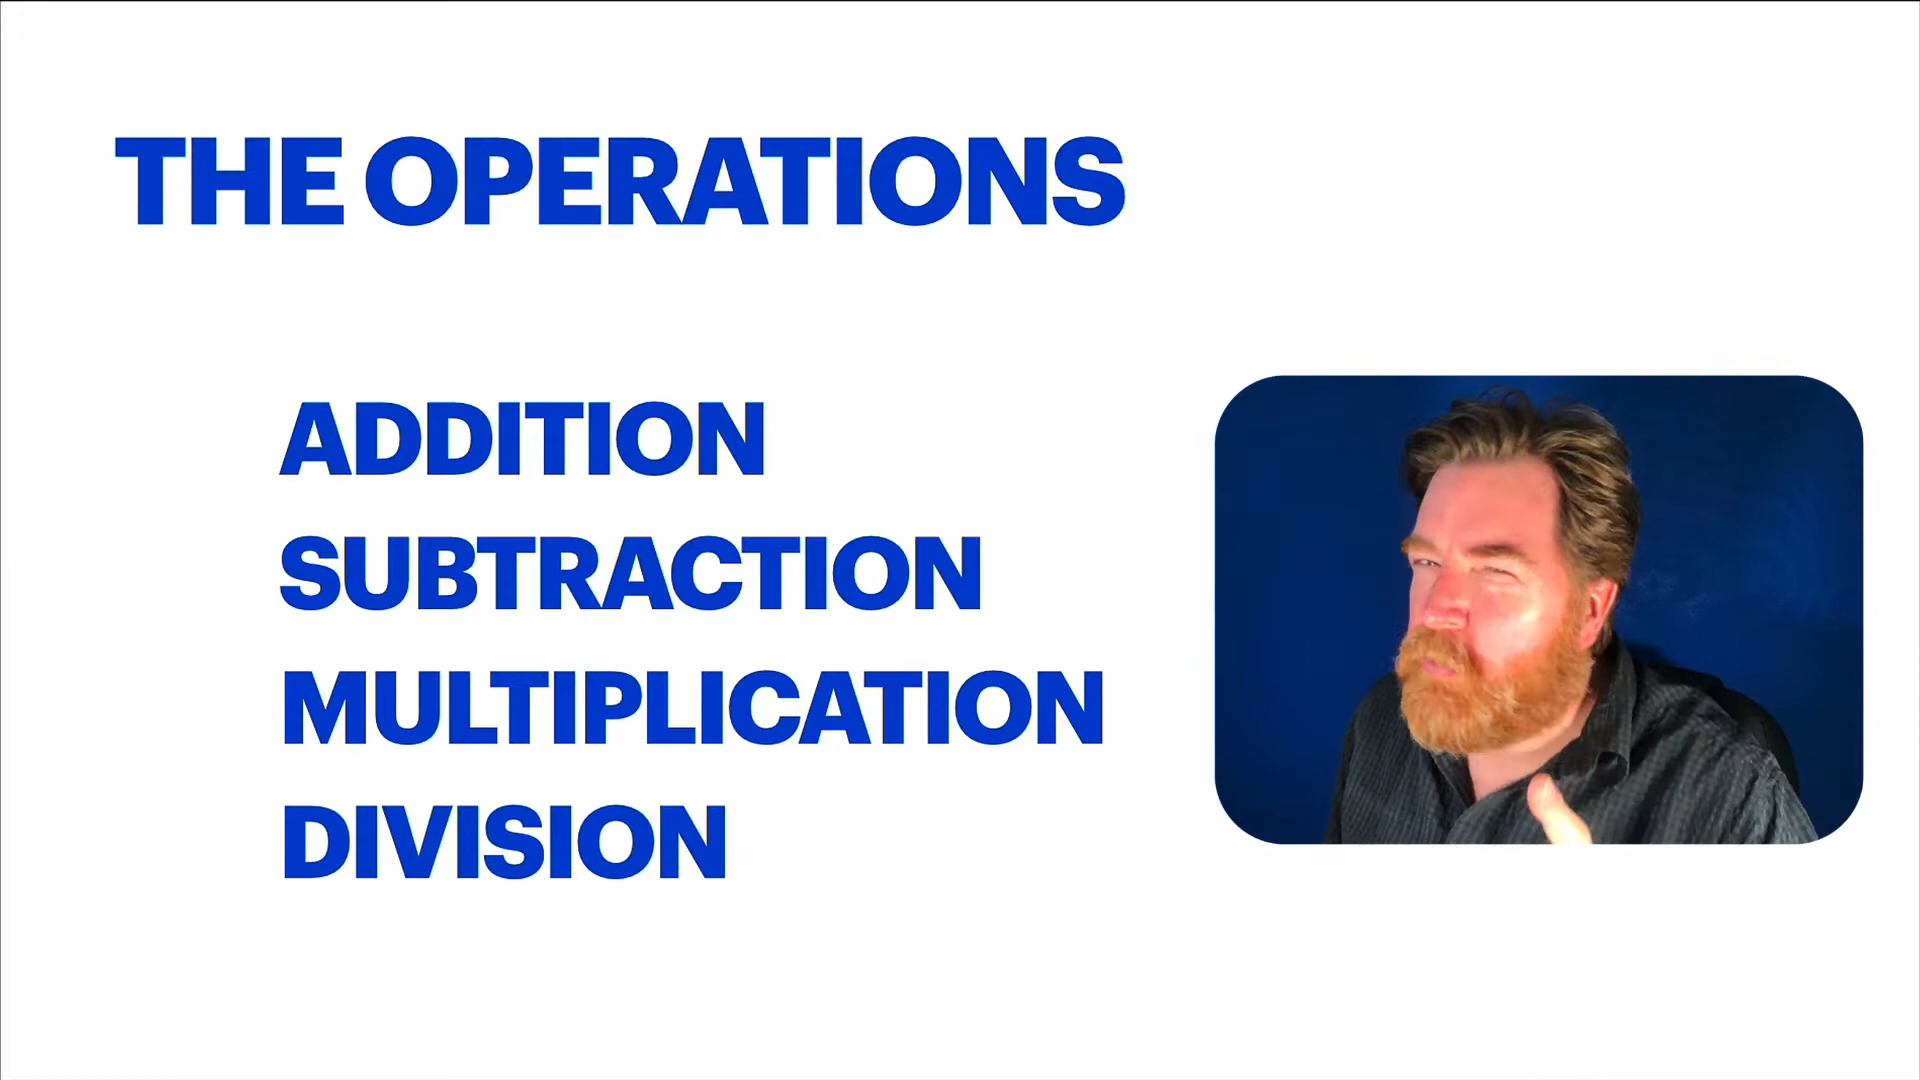 THE OPERATIONS
ADDITION
SUBTRACTION
MULTIPLICATION
DIVISION